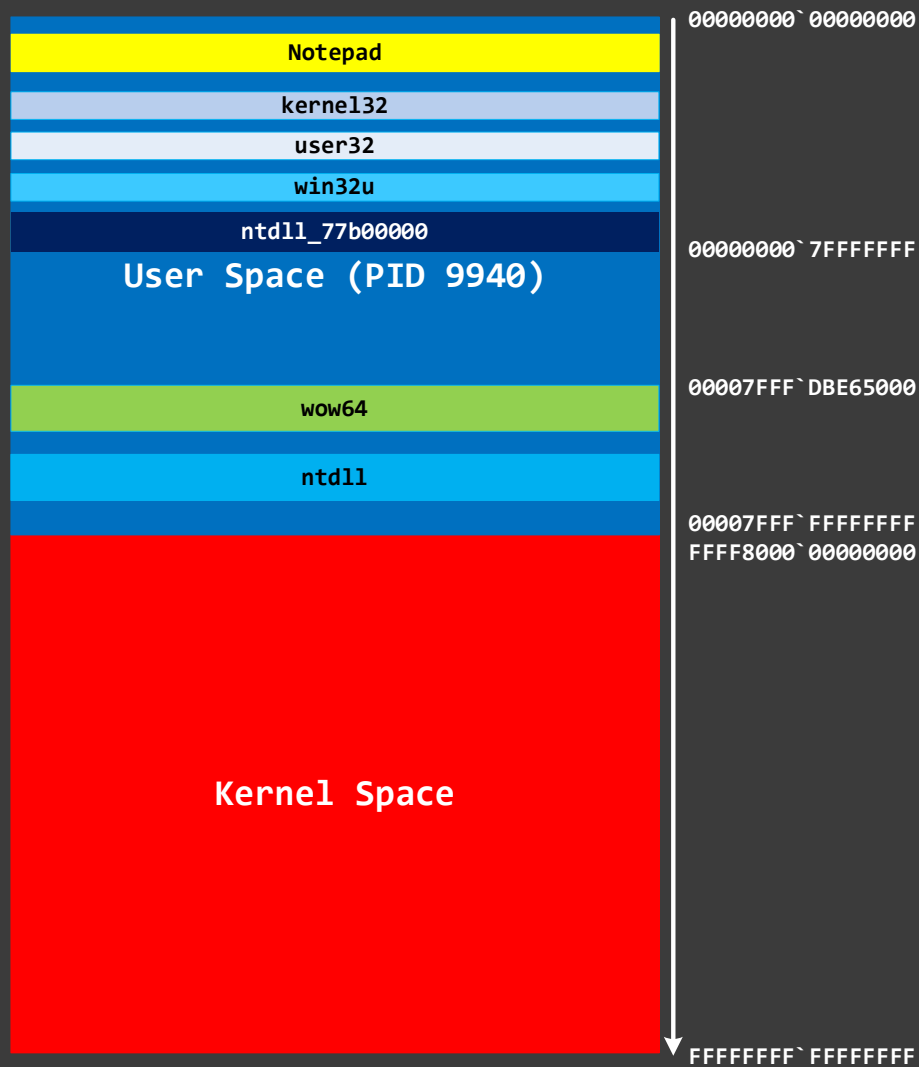 00000000`00000000
Notepad
kernel32
user32
win32u
ntdll_77b00000
00000000`7FFFFFFF
User Space (PID 9940)
00007FFF`DBE65000
wow64
ntdll
00007FFF`FFFFFFFF
FFFF8000`00000000
Kernel Space
FFFFFFFF`FFFFFFFF